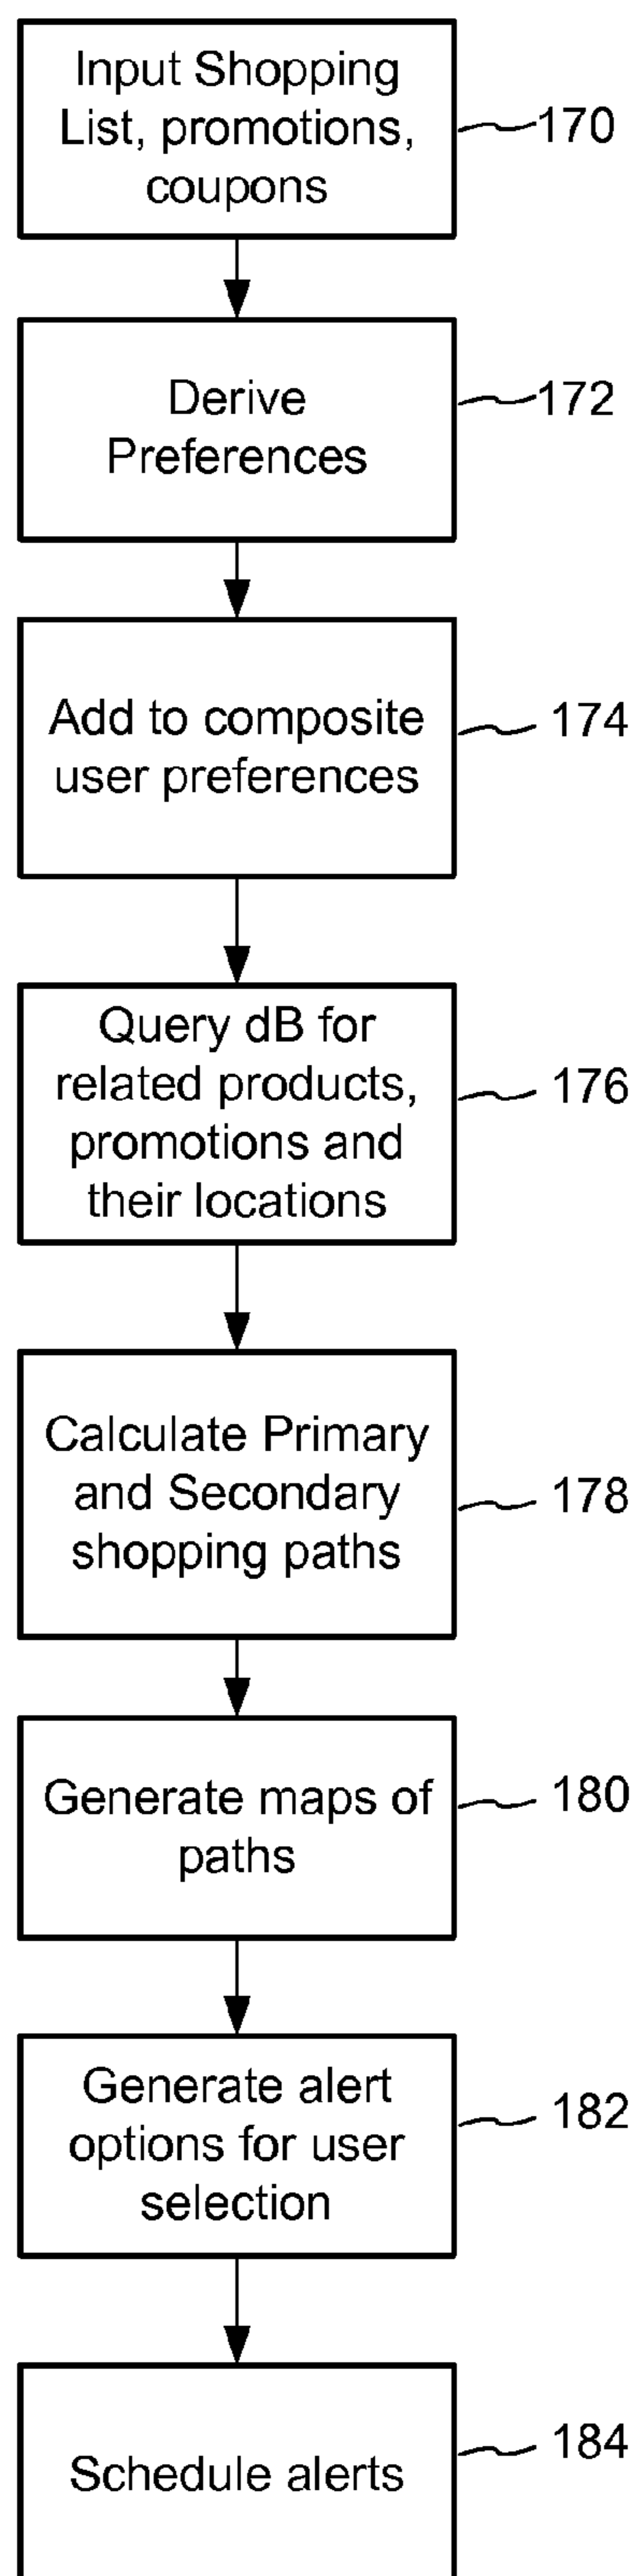 Input Shopping
List, promotions,
coupons
170
Derive
Preferences
172
Add to composite
user preferences
174
Query dB for
related products,
promotions and
their locations
176
Calculate Primary
and Secondary
shopping paths
178
Generate maps of
paths
180
Generate alert
options for user
selection
182
Schedule alerts
184